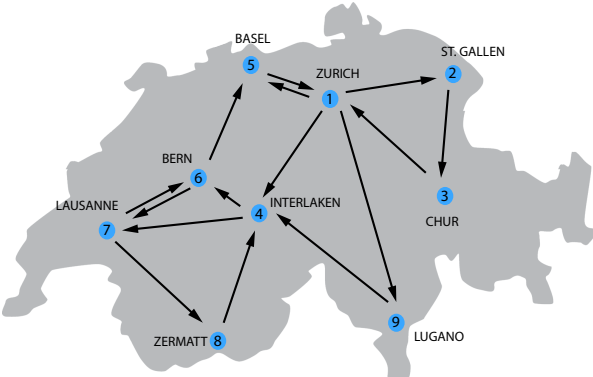 BASEL
5
ZURICH
1
ST. GALLEN
2
BERN
6
3
CHUR
LAUSANNE
7
4 INTERLAKEN
ZERMATT 8
9
LUGANO